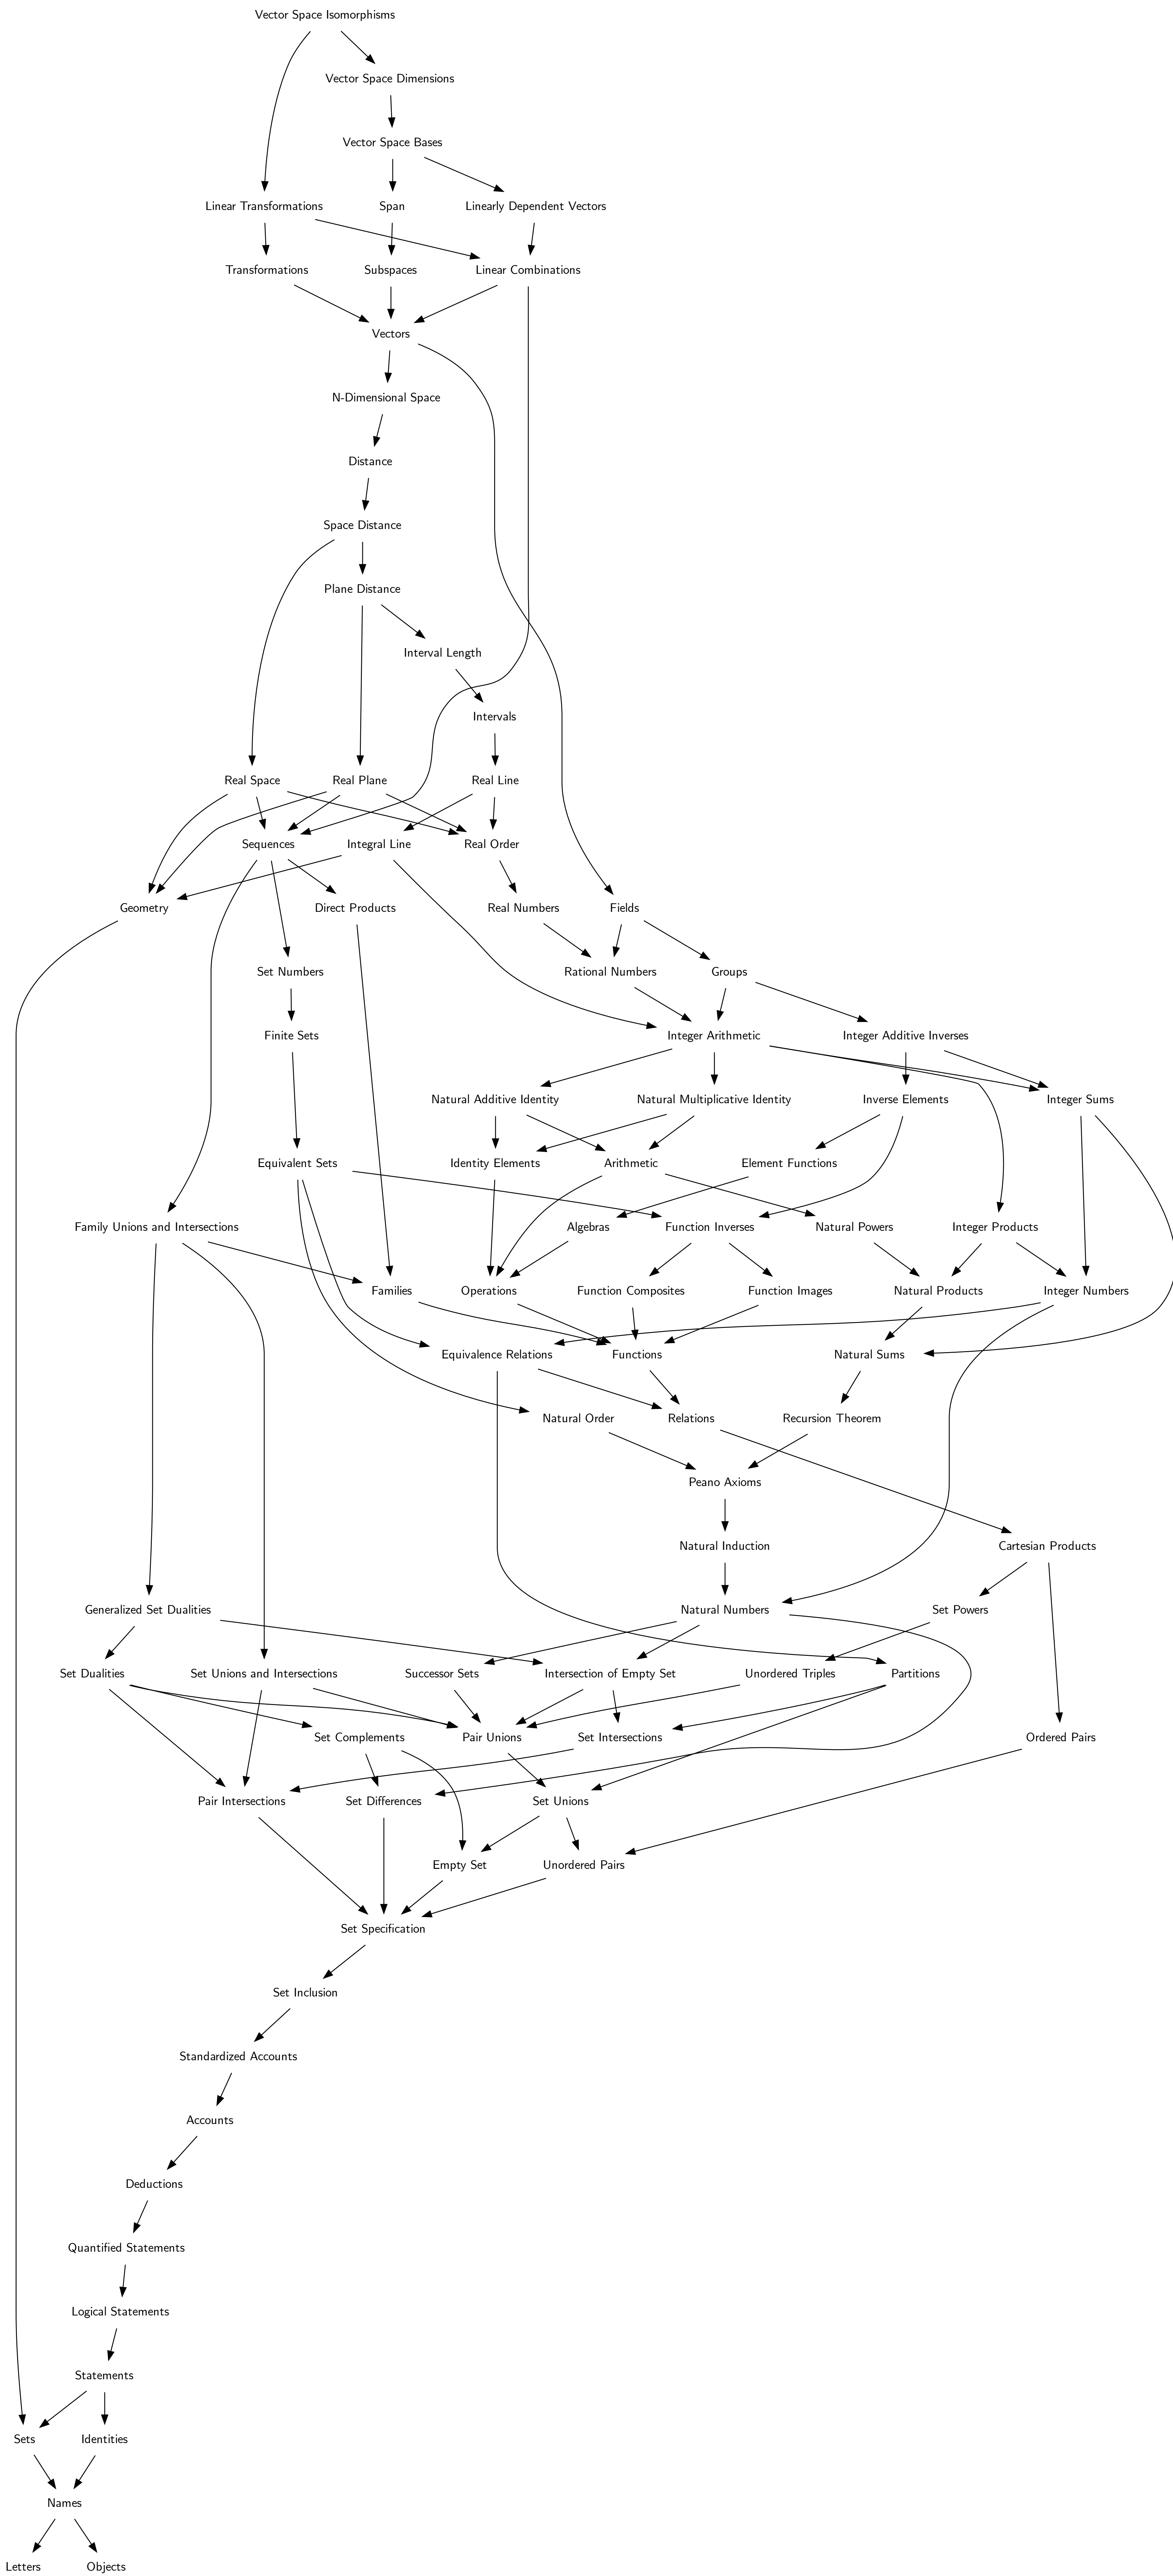 Vector Space Isomorphisms
Vector Space Dimensions
Vector Space Bases
Linear Transformations
Span
Linearly Dependent Vectors
Transformations
Subspaces
Linear Combinations
Vectors
N-Dimensional Space
Distance
Space Distance
Plane Distance
Interval Length
Intervals
Real Space
Real Plane
Real Line
Sequences
Integral Line
Real Order
Geometry
Direct Products
Real Numbers
Fields
Set Numbers
Rational Numbers
Groups
Finite Sets
Integer Arithmetic
Integer Additive Inverses
Natural Additive Identity
Natural Multiplicative Identity
Inverse Elements
Integer Sums
Equivalent Sets
Identity Elements
Arithmetic
Element Functions
Family Unions and Intersections
Algebras
Function Inverses
Natural Powers
Integer Products
Families
Operations
Function Composites
Function Images
Natural Products
Integer Numbers
Equivalence Relations
Functions
Natural Sums
Natural Order
Relations
Recursion Theorem
Peano Axioms
Natural Induction
Cartesian Products
Generalized Set Dualities
Natural Numbers
Set Powers
Set Dualities
Set Unions and Intersections
Successor Sets
Intersection of Empty Set
Unordered Triples
Partitions
Set Complements
Pair Unions
Set Intersections
Ordered Pairs
Pair Intersections
Set Differences
Set Unions
Empty Set
Unordered Pairs
Set Specification
Set Inclusion
Standardized Accounts
Accounts
Deductions
Quantified Statements
Logical Statements
Statements
Sets
Identities
Names
Letters
Objects